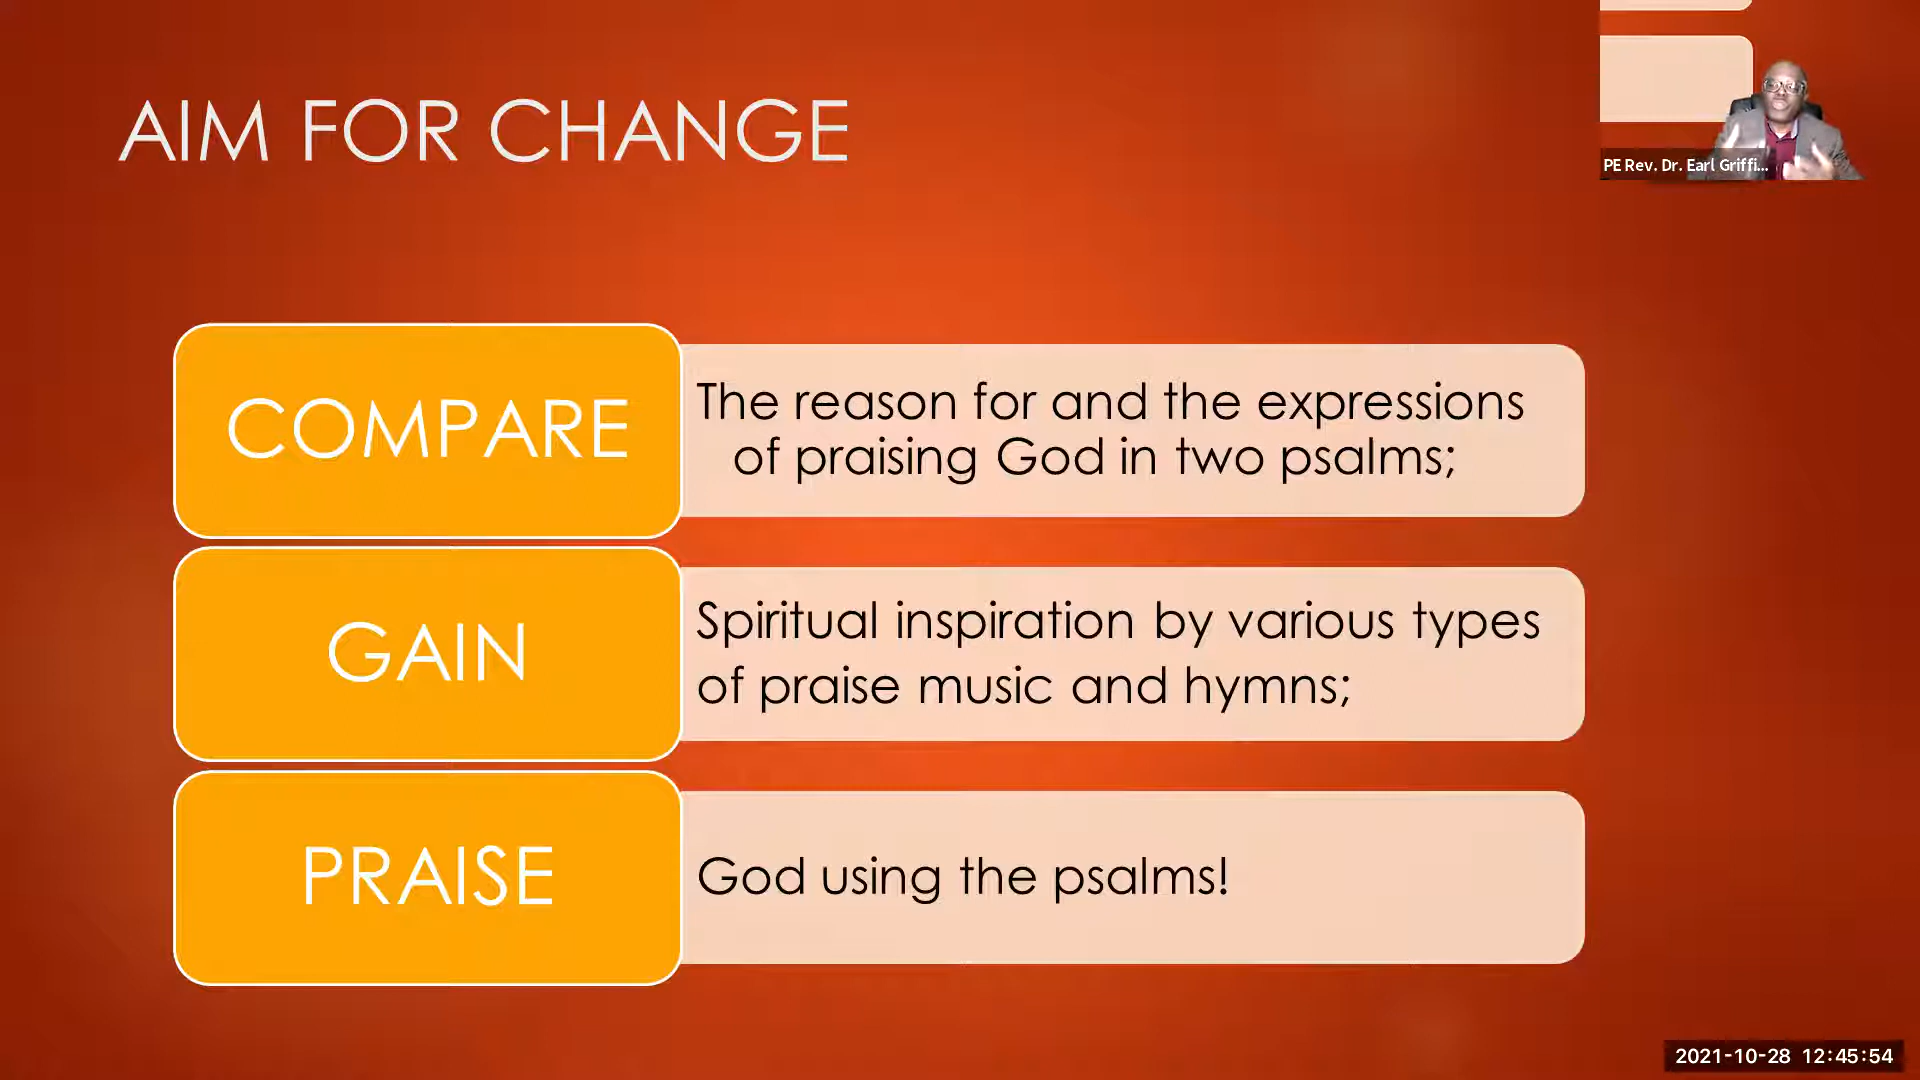 AIM FOR CHANGE
PE Rev. Dr. Earl Griffi...
COMPARE
The reason for and the expressions
of praising God in two psalms;
GAIN
Spiritual inspiration by various types
of praise music and hymns;
PRAISE
God using the psalms!
2021-10-28 12:45:54